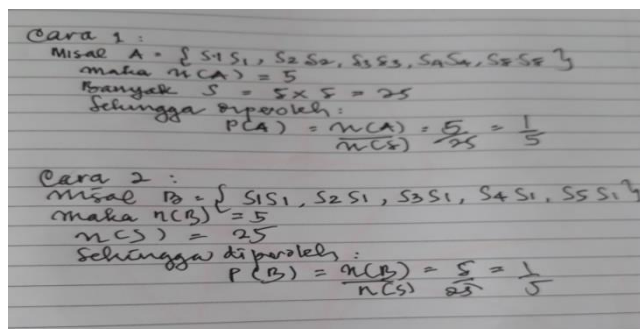 Cara 1 :
Misal A = { S1S1, S2S2, S3S3, S4S4, S5S5 }
maka n(A) = 5
Banyak S = 5 x 5 = 25
Sehingga diperoleh :
P(A) = n(A)/n(S) = 5/25 = 1/5
Cara 2 :
Misal B = { S1S1, S2S1, S3S1, S4S1, S5S1 }
maka n(B) = 5
n(S) = 25
Sehingga diperoleh :
P(B) = n(B)/n(S) = 5/25 = 1/5